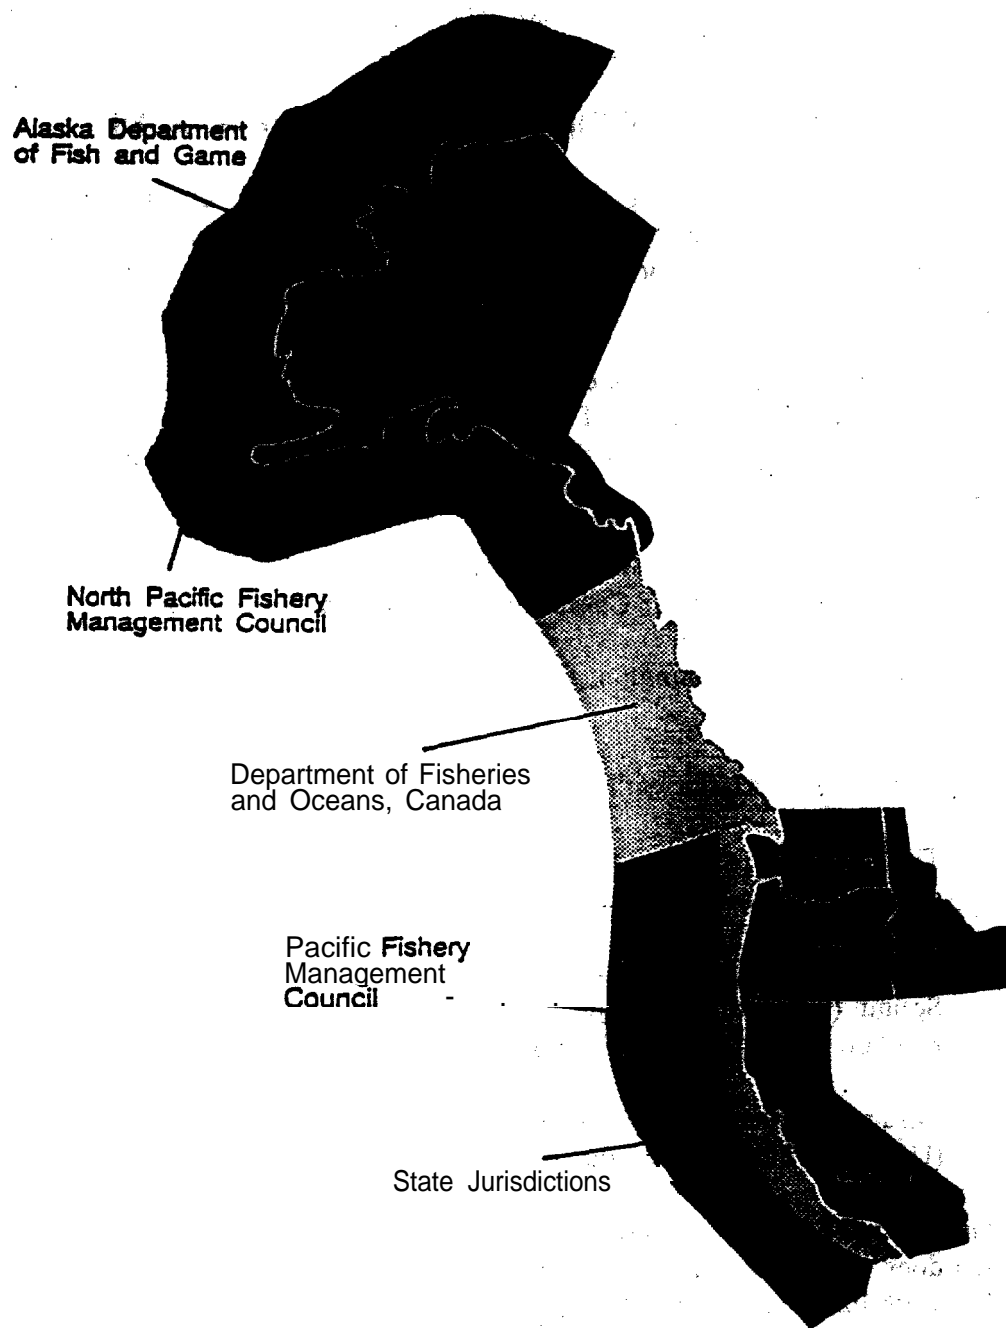 Alaska Department
of Fish and Game
North Pacific Fishery
Management Council
Department of Fisheries
and Oceans, Canada
Pacific Fishery
Management
Council
State Jurisdictions